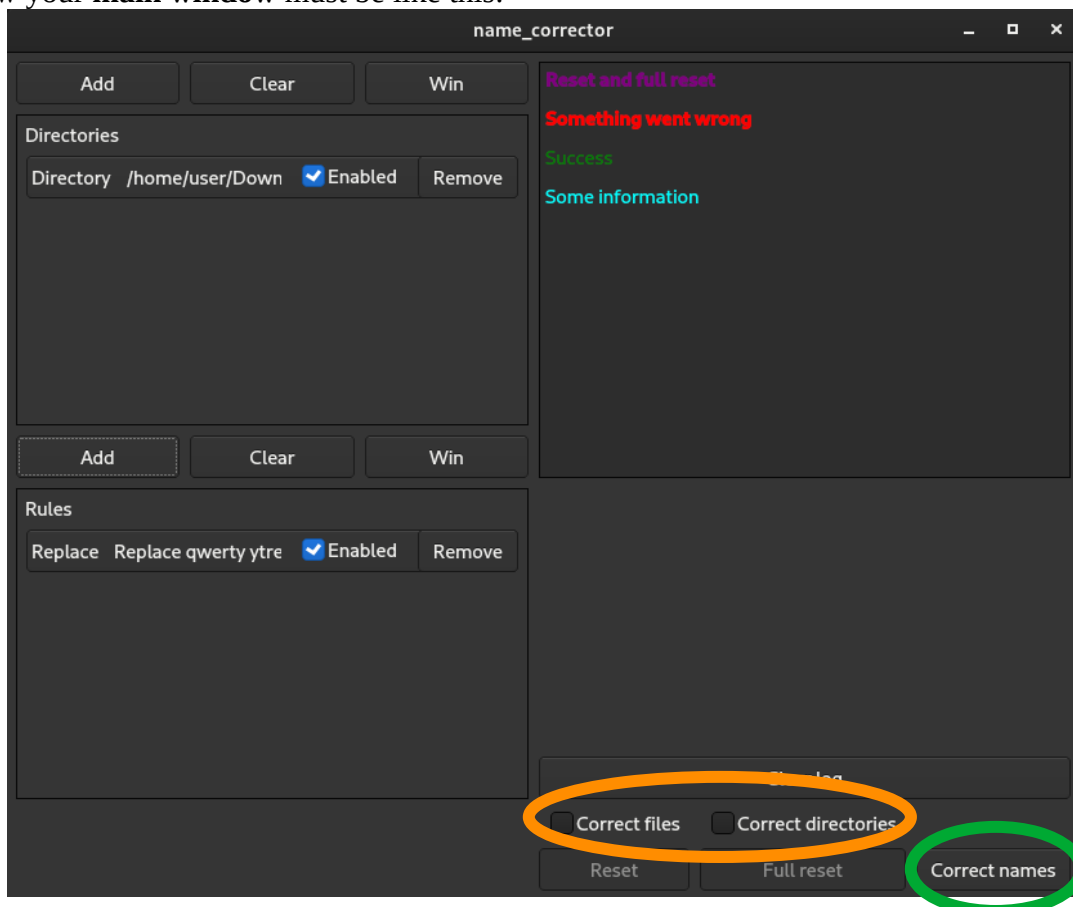 your main window must be like this:
name_corrector
Add Clear Win
Directories
Directory /home/user/Down Enabled Remove
Add Clear Win
Rules
Replace Replace qwerty ytre Enabled Remove
Reset and full reset
Something went wrong
Success
Some information
Correct files Correct directories
Reset Full reset Correct names